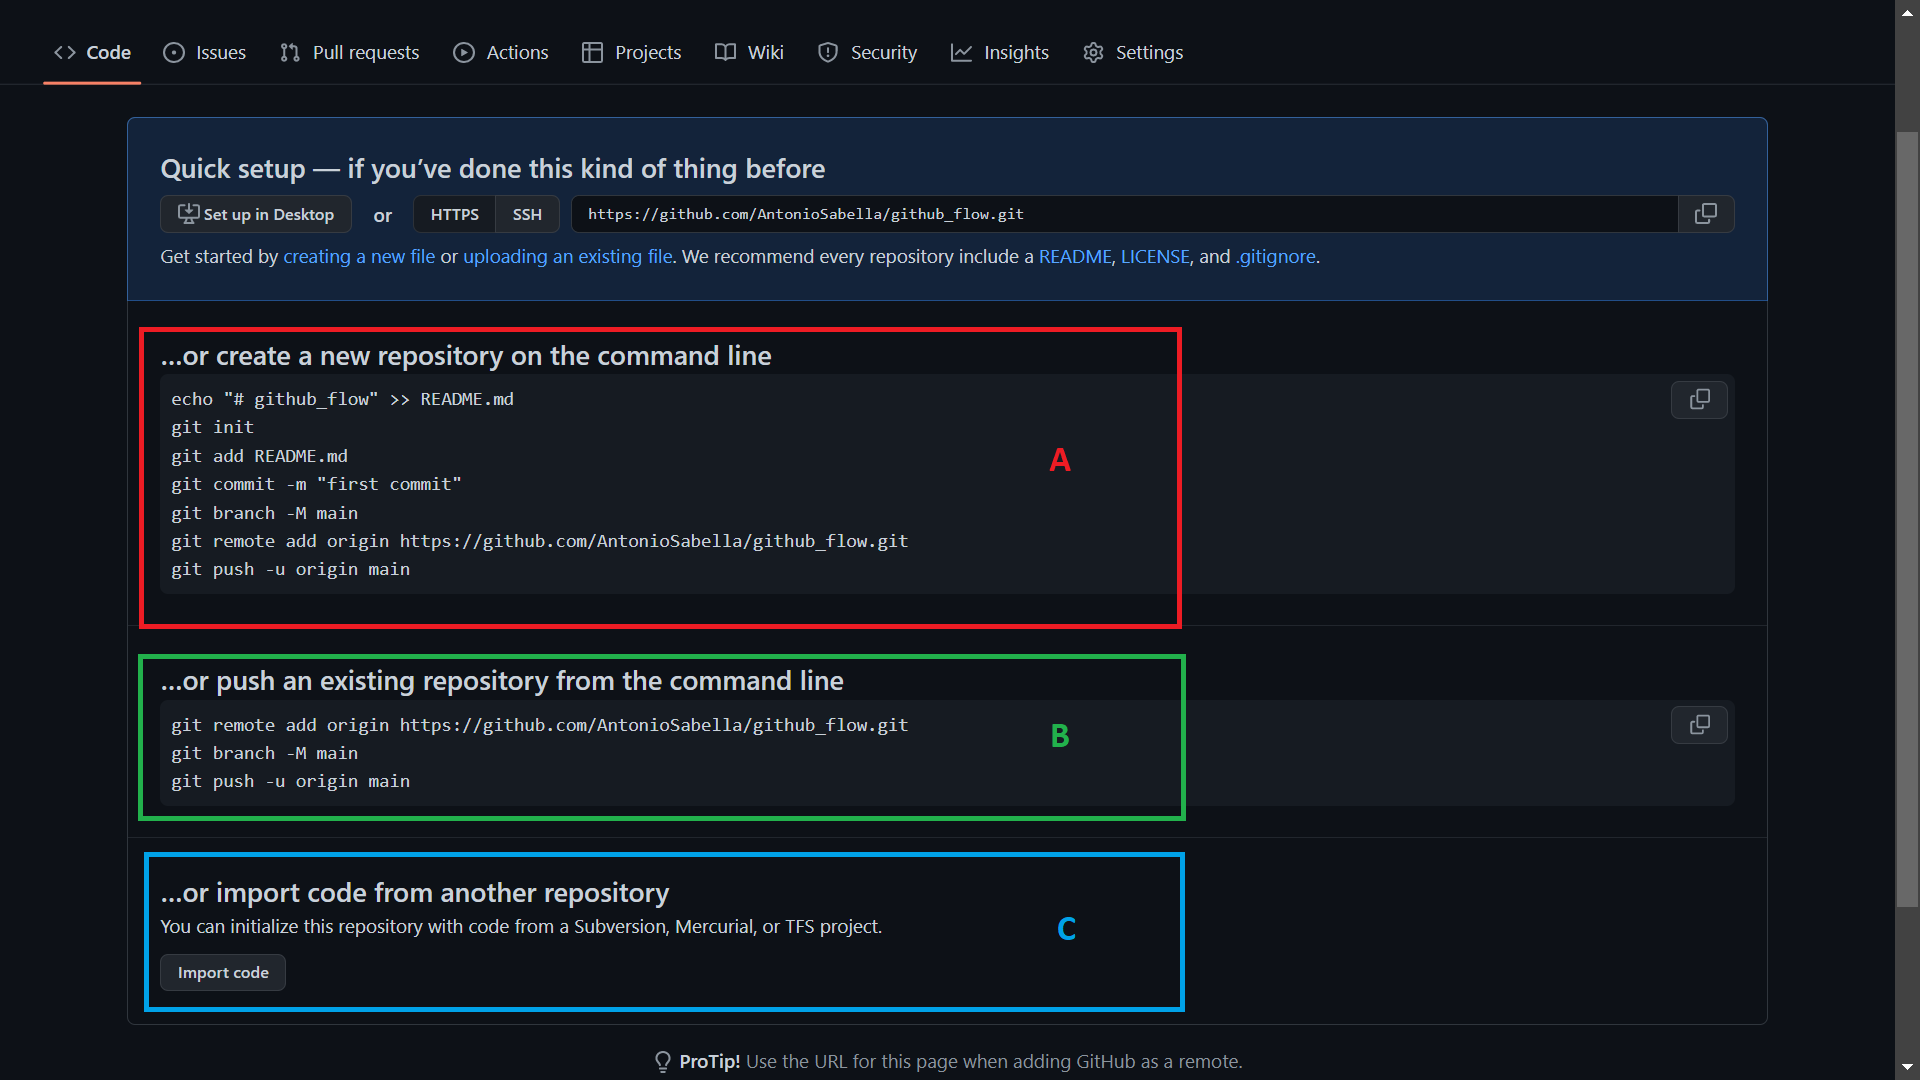 Code Issues Pull requests Actions Projects Wiki Security Insights Settings
Quick setup — if you’ve done this kind of thing before
Set up in Desktop or HTTPS SSH https://github.com/AntonioSabella/github_flow.git
Get started by creating a new file or uploading an existing file. We recommend every repository include a README, LICENSE, and .gitignore.
…or create a new repository on the command line
echo "# github_flow" >> README.md
git init
git add README.md
A
git commit -m "first commit"
git branch -M main
git remote add origin https://github.com/AntonioSabella/github_flow.git
git push -u origin main
…or push an existing repository from the command line
git remote add origin https://github.com/AntonioSabella/github_flow.git
B
git branch -M main
git push -u origin main
…or import code from another repository
You can initialize this repository with code from a Subversion, Mercurial, or TFS project.
C
Import code
ProTip! Use the URL for this page when adding GitHub as a remote.